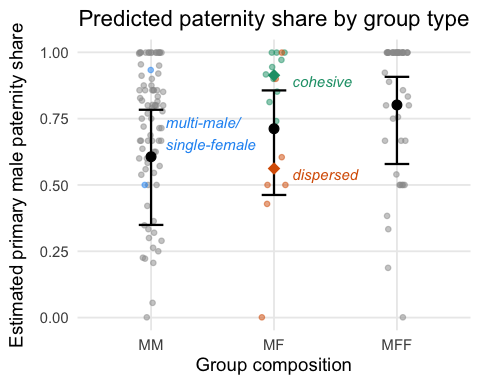 Predicted paternity share by group type
Estimated primary male paternity share
1.00
0.75
0.50
0.25
0.00
cohesive
multi-male/
single-female
dispersed
MM
MF
MFF
Group composition